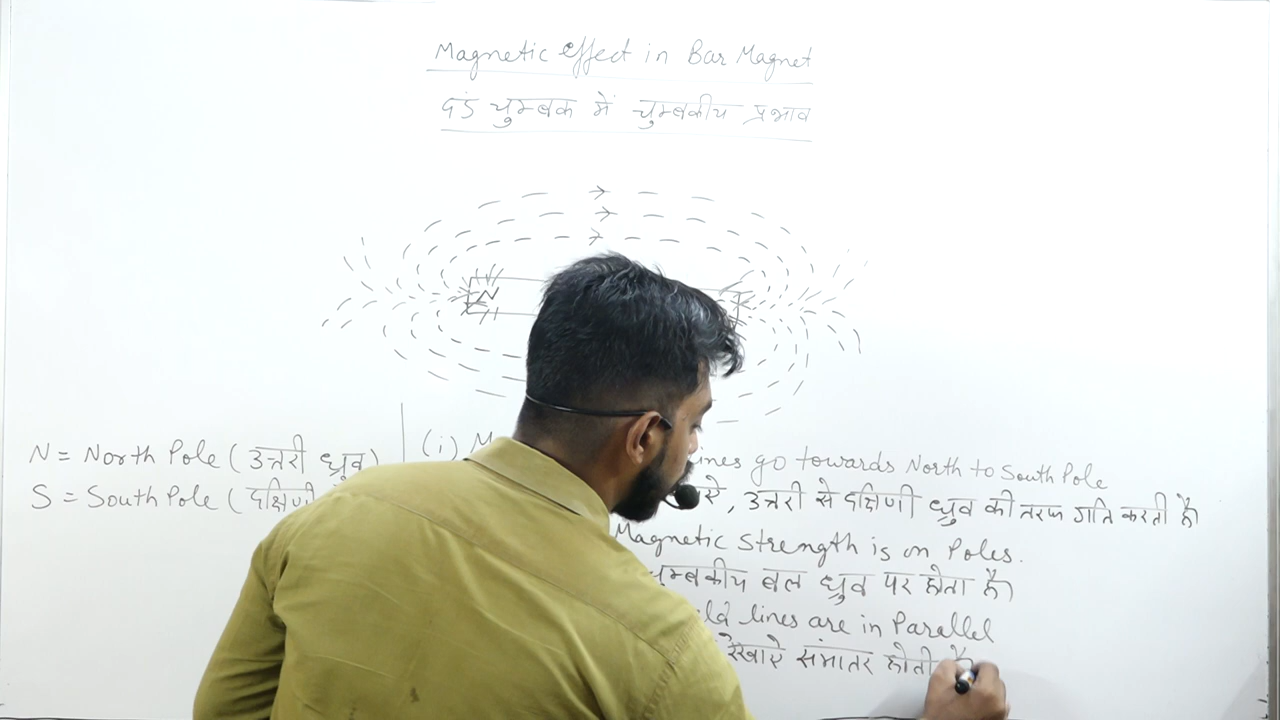 Magnetic effect in Bar Magnet
दंड चुम्बक में चुम्बकीय प्रभाव
N
N = North Pole ( उत्तरी ध्रुव)
S = South Pole ( दक्षिणी
(i) M
ines go towards North to South Pole
रे, उत्तरी से दक्षिणी ध्रुव की तरफ गति करती है
Magnetic Strength is on Poles.
चुम्बकीय बल ध्रुव पर होता है
ld lines are in Parallel
रेखारे संमातर होती है